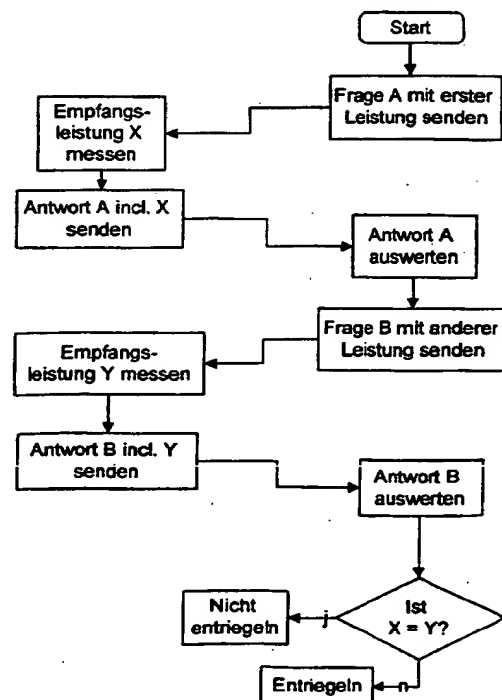 Start
Frage A mit erster
Leistung senden
Empfangs-
leistung X
messen
Antwort A incl. X
senden
Antwort A
auswerten
Frage B mit anderer
Leistung senden
Empfangs-
leistung Y messen
Antwort B incl. Y
senden
Antwort B
auswerten
Ist
X = Y?
j
Nicht
entriegeln
n
Entriegeln